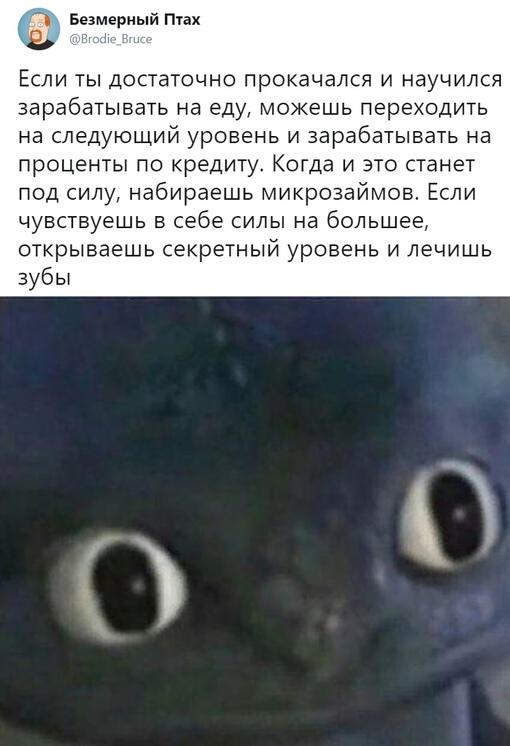 Безмерный Птах
@Brodie_Bruce
Если ты достаточно прокачался и научился
зарабатывать на еду, можешь переходить
на следующий уровень и зарабатывать на
проценты по кредиту. Когда и это станет
под силу, набираешь микрозаймов. Если
чувствуешь в себе силы на большее,
открываешь секретный уровень и лечишь
зубы